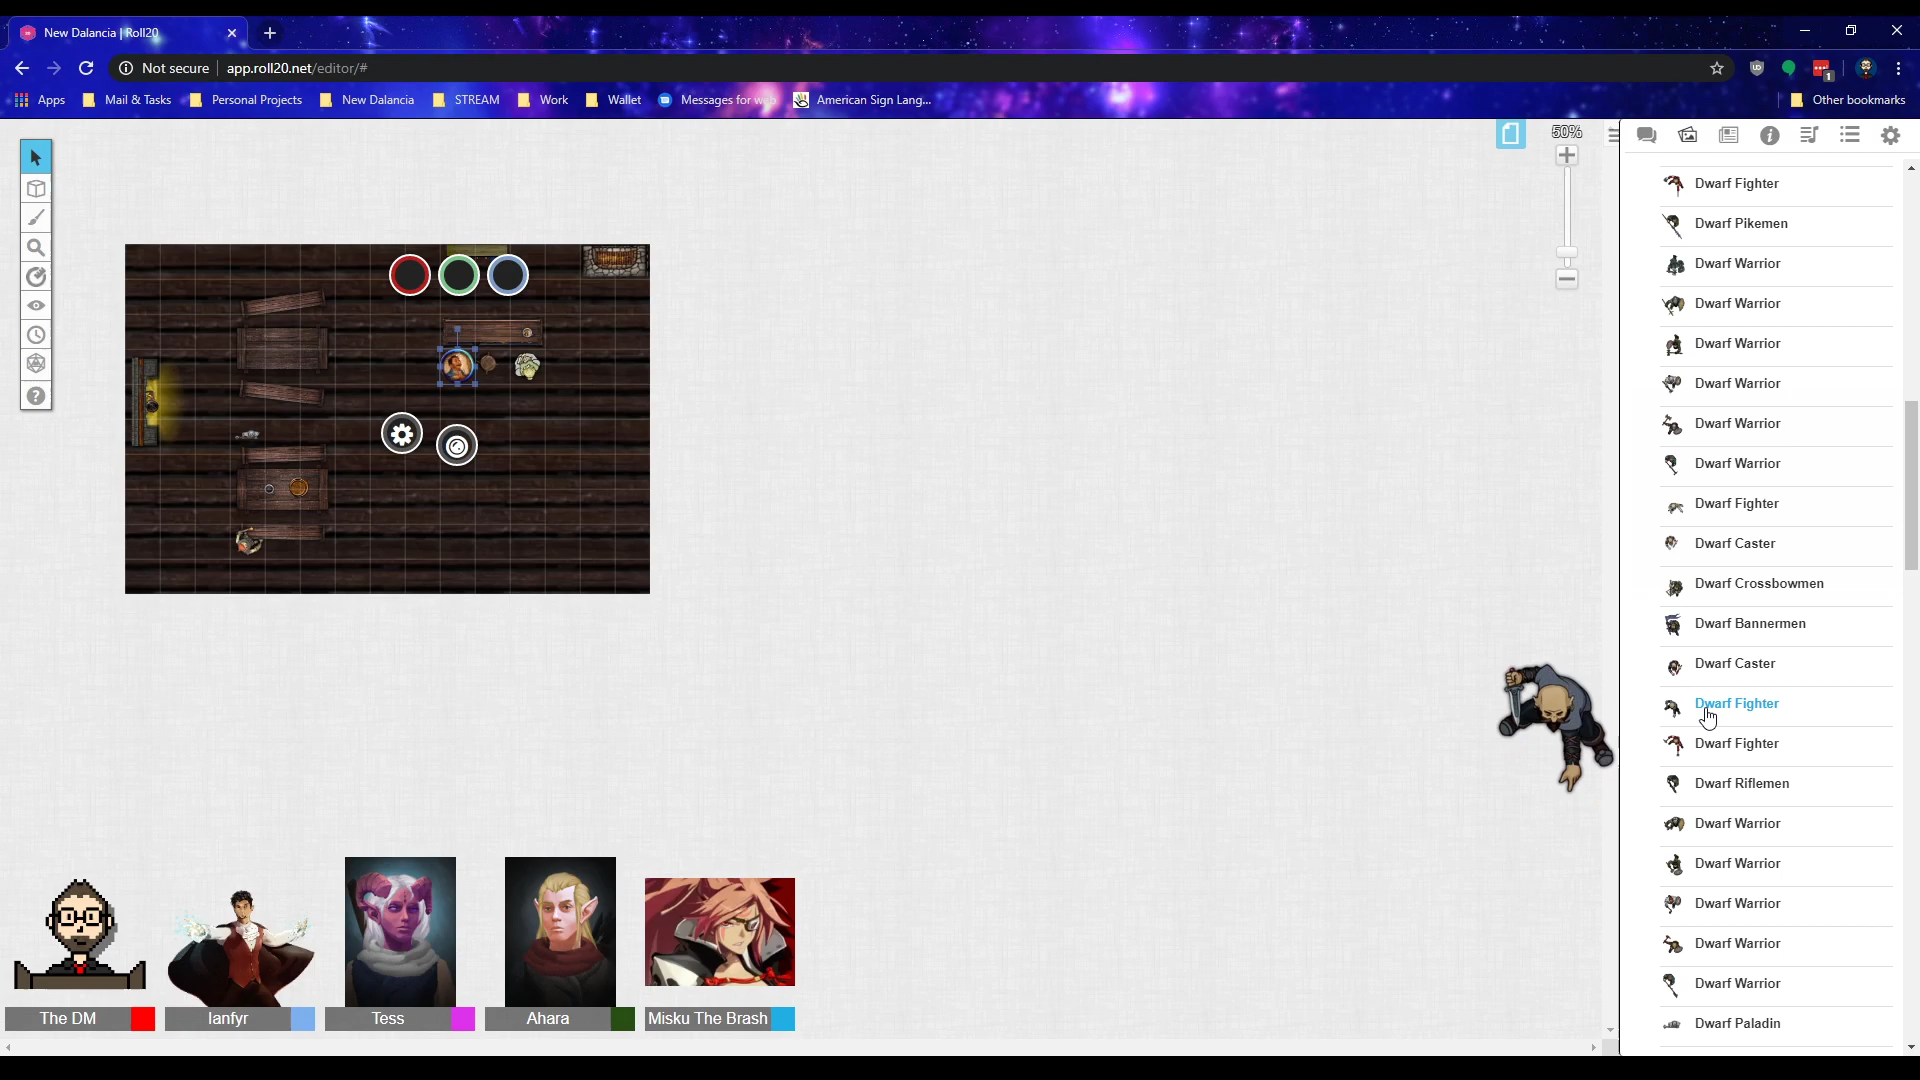 New Dalancia | Roll20
Not secure app.roll20.net/editor/#
1
Apps Mail & Tasks Personal Projects New Dalancia STREAM Work Wallet Messages for American Sign Lang... Other bookmarks
50%
Dwarf Fighter
Dwarf Pikemen
Dwarf Warrior
Dwarf Warrior
Dwarf Warrior
Dwarf Warrior
Dwarf Warrior
Dwarf Warrior
Dwarf Fighter
Dwarf Caster
Dwarf Crossbowmen
Dwarf Bannermen
Dwarf Caster
Dwarf Fighter
Dwarf Fighter
Dwarf Riflemen
Dwarf Warrior
Dwarf Warrior
Dwarf Warrior
Dwarf Warrior
Dwarf Warrior
Dwarf Paladin
The DM Ianfyr Tess Ahara Misku The Brash